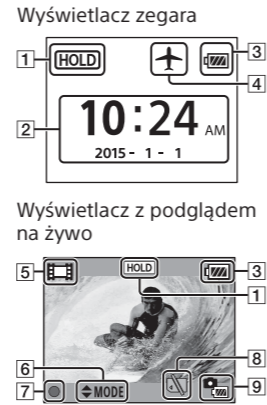 Wyświetlacz zegara
1 HOLD 3
4
2 10:24 AM
2015- 1 - 1
Wyświetlacz z podglądem
na żywo
5 HOLD 3
1
6 8
7 MODE 9